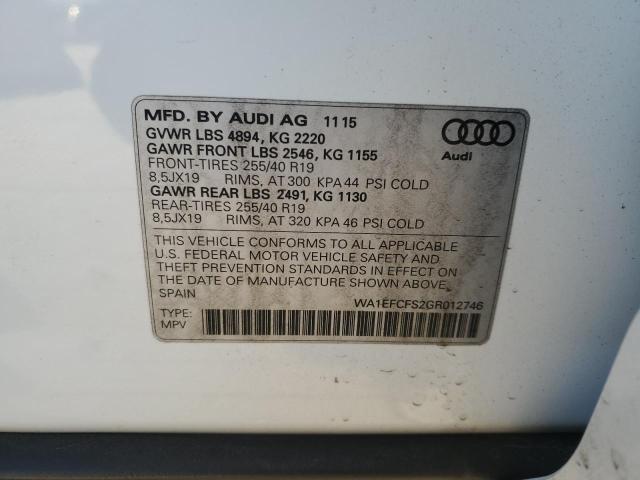 MFD. BY AUDI AG 11 15
GVWR LBS 4894, KG 2220
GAWR FRONT LBS 2546, KG 1155
FRONT-TIRES 255/40 R19
8,5JX19 RIMS, AT 300 KPA 44 PSI COLD
GAWR REAR LBS 2491, KG 1130
REAR-TIRES 255/40 R19
8,5JX19 RIMS, AT 320 KPA 46 PSI COLD
Audi
THIS VEHICLE CONFORMS TO ALL APPLICABLE
U.S. FEDERAL MOTOR VEHICLE SAFETY AND
THEFT PREVENTION STANDARDS IN EFFECT ON
THE DATE OF MANUFACTURE SHOWN ABOVE.
SPAIN
WA1EFCFS2GR012746
TYPE:
MPV